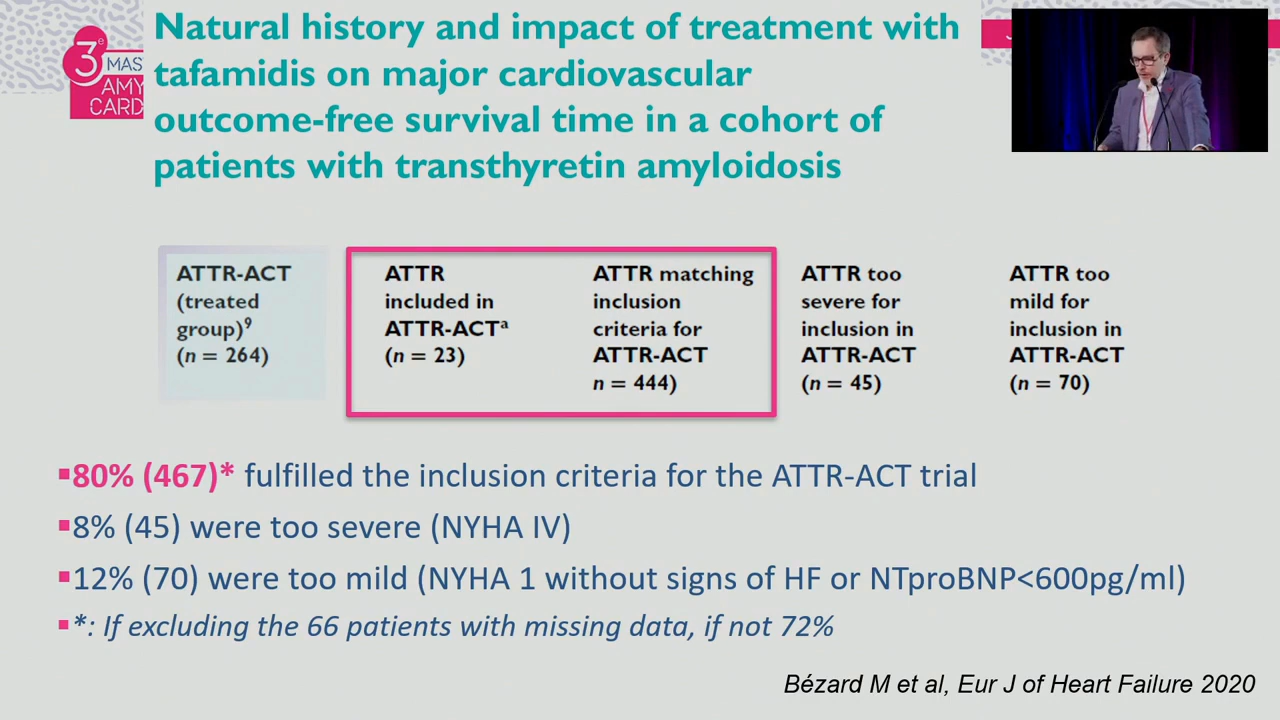 Natural history and impact of treatment with
tafamidis on major cardiovascular
outcome-free survival time in a cohort of
patients with transthyretin amyloidosis
3e
MAS
AMY
CARD
ATTR-ACT
(treated
group)9
(n = 264)
ATTR
included in
ATTR-ACTa
(n = 23)
ATTR matching
inclusion
criteria for
ATTR-ACT
n = 444)
ATTR too
severe for
inclusion in
ATTR-ACT
(n = 45)
ATTR too
mild for
inclusion in
ATTR-ACT
(n = 70)
▪80% (467)* fulfilled the inclusion criteria for the ATTR-ACT trial
▪8% (45) were too severe (NYHA IV)
▪12% (70) were too mild (NYHA 1 without signs of HF or NTproBNP<600pg/ml)
▪*: If excluding the 66 patients with missing data, if not 72%
Bézard M et al, Eur J of Heart Failure 2020